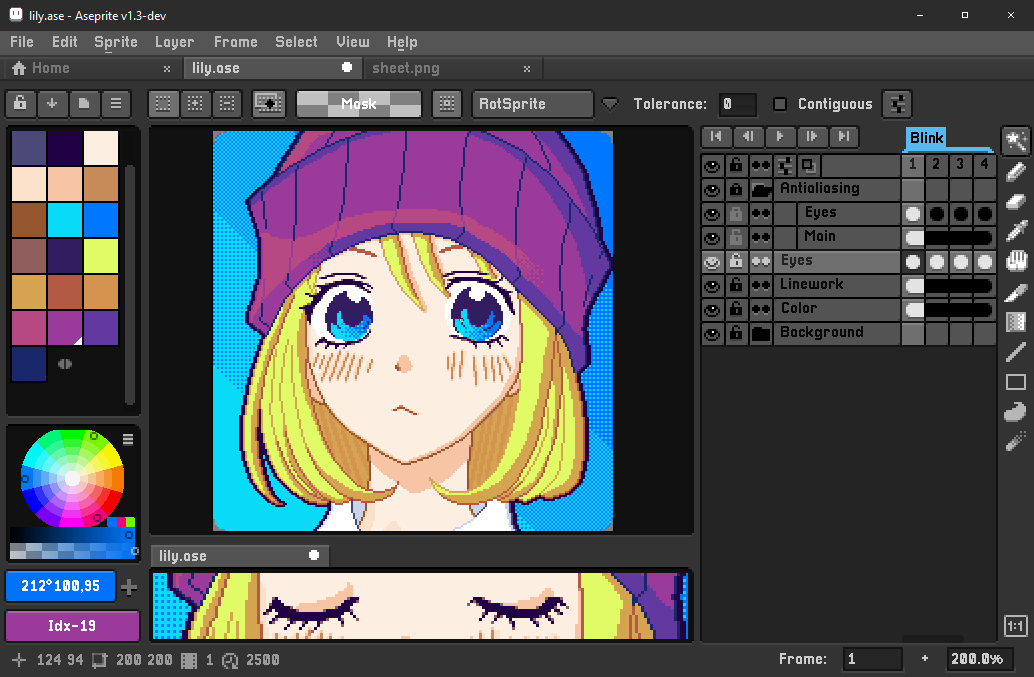 lily.ase - Aseprite v1.3-dev
File Edit Sprite Layer Frame Select View Help
Home lily.ase sheet.png
Mask RotSprite Tolerance: 0 Contiguous
Blink
1 2 3 4
Antialiasing
Eyes
Main
Eyes
Linework
Color
Background
lily.ase
212°100,95
Idx-19
1:1
124 94 200 200 1 2500 Frame: 1 + 200.0%